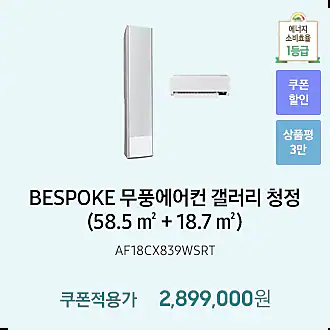 에너지
소비효율
1등급
쿠폰
할인
상품평
3만
BESPOKE 무풍에어컨 갤러리 청정
(58.5 ㎡ + 18.7 ㎡)
AF18CX839WSRT
쿠폰적용가 2,899,000원